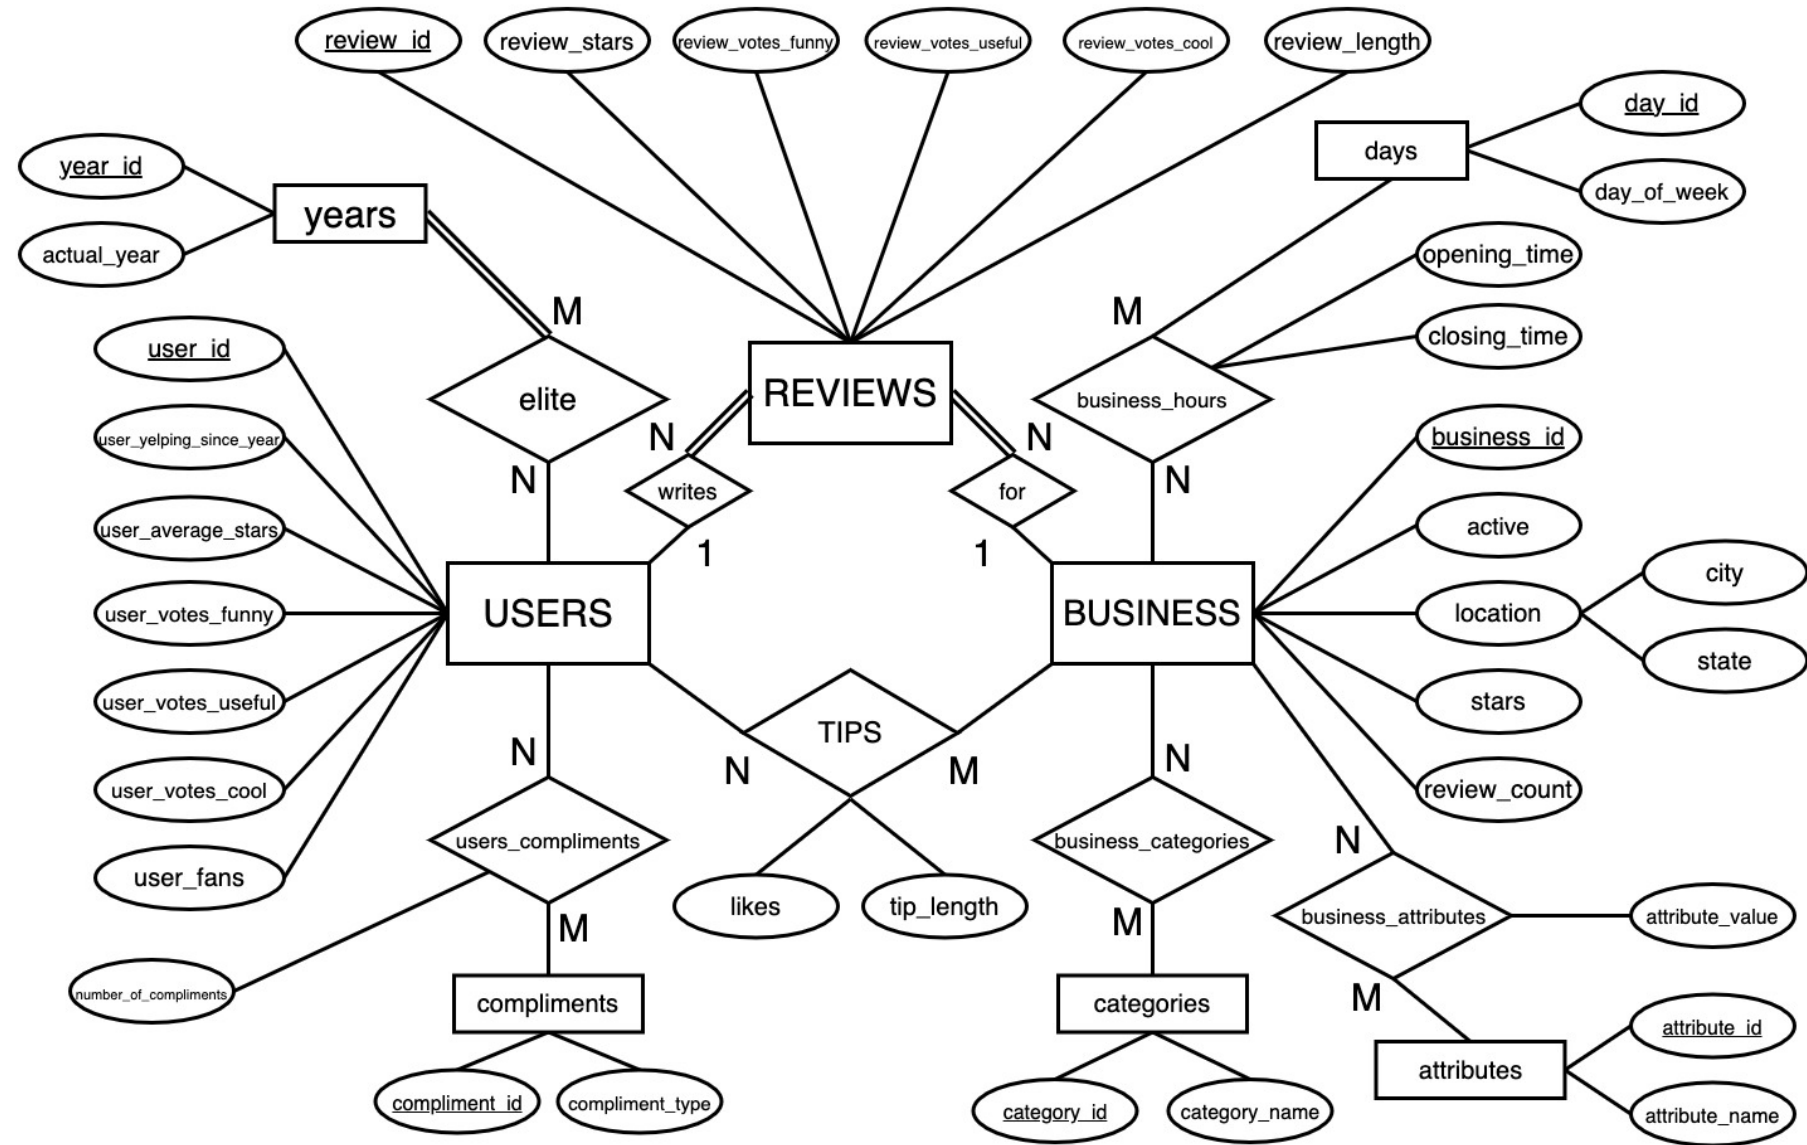 review_id
review_stars
review_votes_funny
review_votes_useful
review_votes_cool
review_length
day_id
days
day_of_week
year_id
years
actual_year
opening_time
closing_time
M
M
user_id
elite
REVIEWS
business_hours
user_yelping_since_year
N
N
business_id
N
N
writes
for
user_average_stars
active
1
1
city
user_votes_funny
USERS
BUSINESS
location
state
user_votes_useful
stars
TIPS
N
N
M
N
user_votes_cool
review_count
users_compliments
business_categories
N
user_fans
likes
tip_length
M
M
business_attributes
attribute_value
number_of_compliments
M
compliments
categories
attribute_id
attributes
compliment_id
compliment_type
category_id
category_name
attribute_name